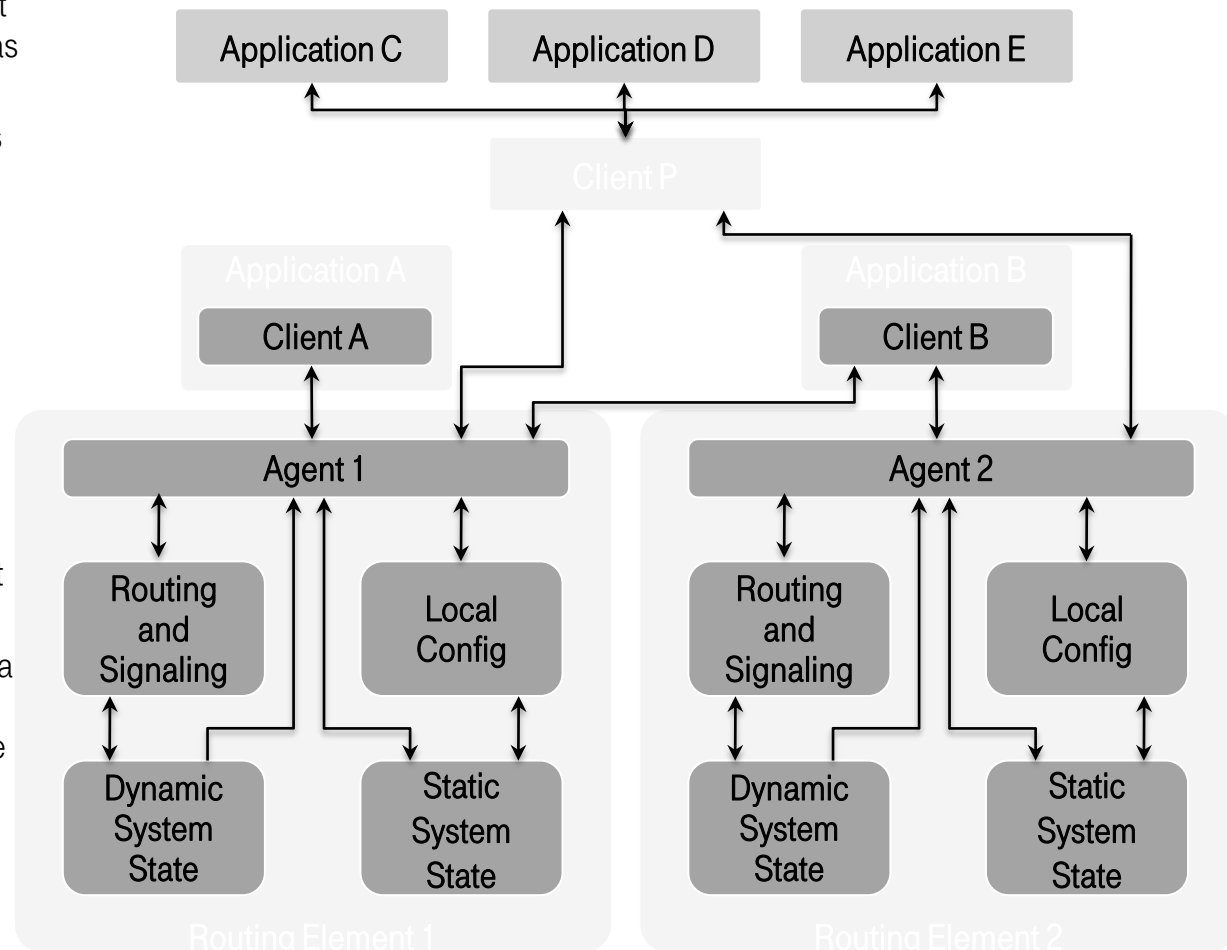 Application C
Application D
Application E
Client P
Application A
Application B
Client A
Client B
Agent 1
Agent 2
Routing
and
Signaling
Local
Config
Routing
and
Signaling
Local
Config
Dynamic
System
State
Static
System
State
Dynamic
System
State
Static
System
State
Routing Element 1
Routing Element 2